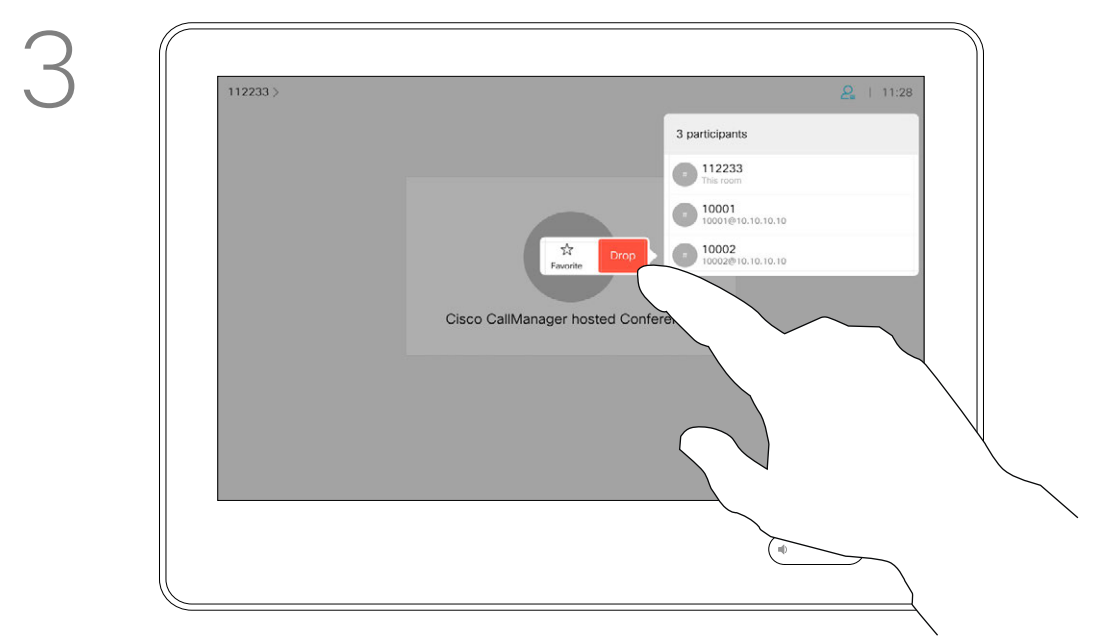 3
112233 >
11:28
3 participants
112233
This room
10001
10001@10.10.10.10
10002
10002@10.10.10.10
Favorite
Drop
Cisco CallManager hosted Confere